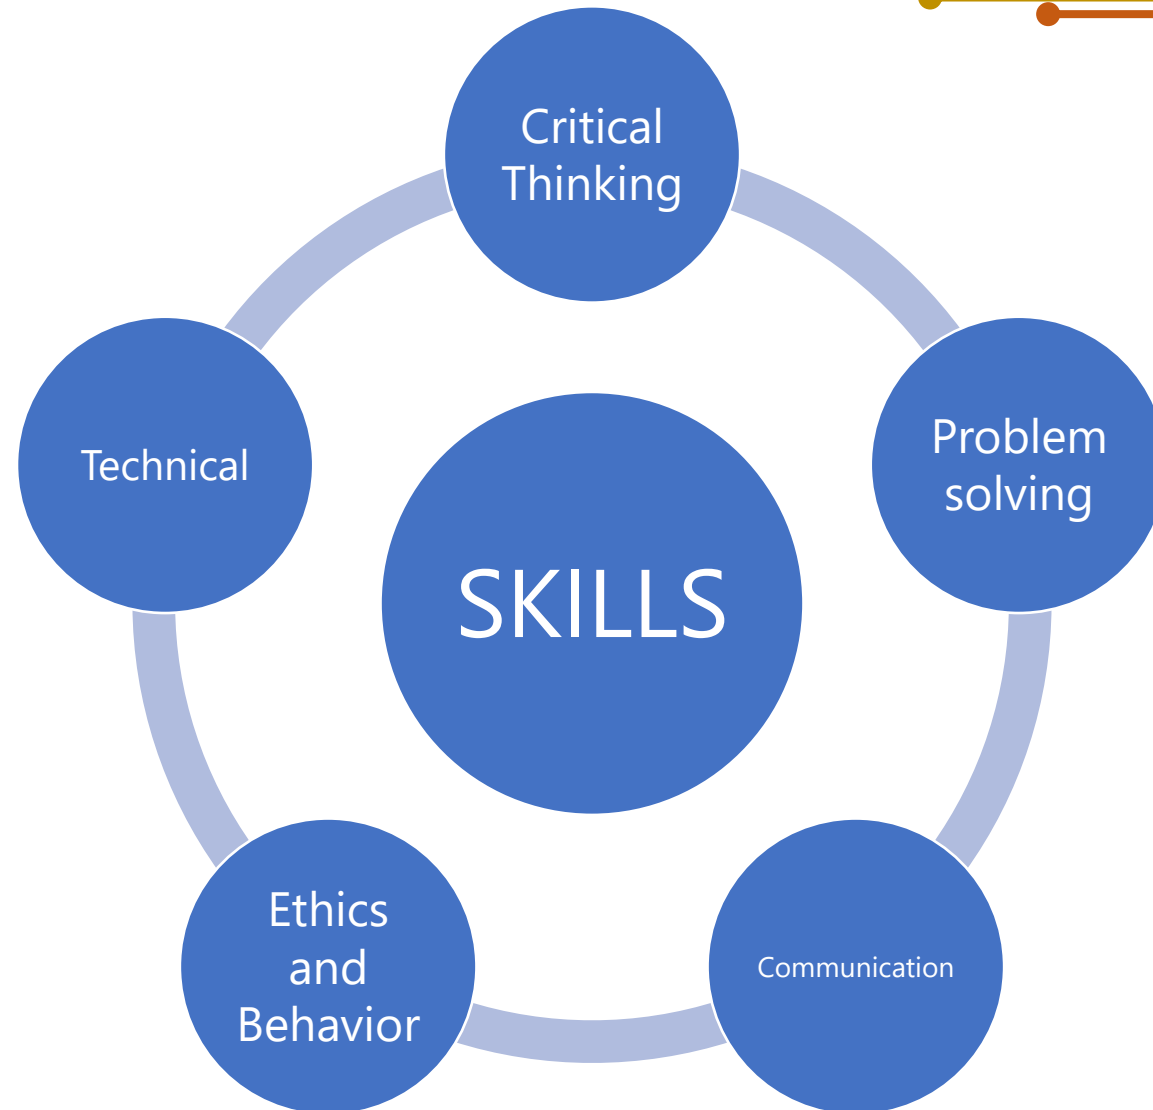 Critical
Thinking
Technical
Problem
solving
SKILLS
Ethics
and
Behavior
Communication